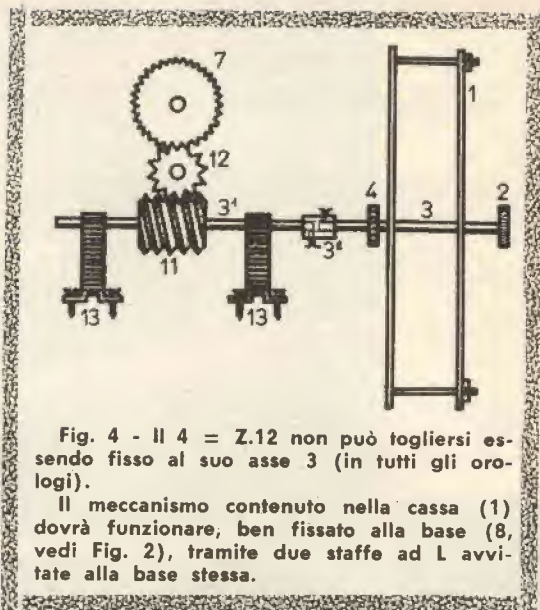 7
1
12
4
2
3¹
3
3²
11
13
13
Fig. 4 - Il 4 = Z.12 non può togliersi es-
sendo fisso al suo asse 3 (in tutti gli oro-
logi).
Il meccanismo contenuto nella cassa (1)
dovrà funzionare, ben fissato alla base (8,
vedi Fig. 2), tramite due staffe ad L avvi-
tate alla base stessa.